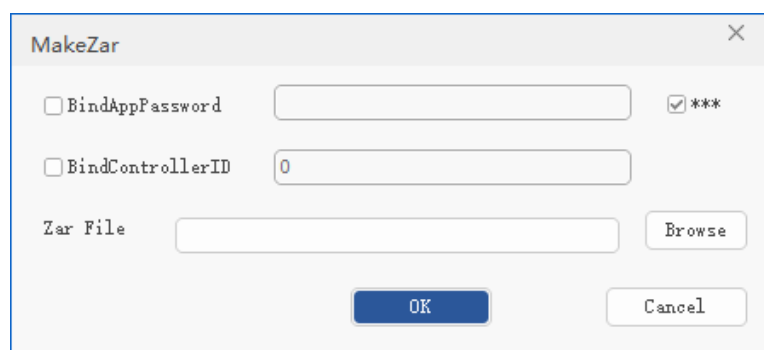 MakeZar
BindAppPassword ***
BindControllerID 0
Zar File Browse
OK Cancel